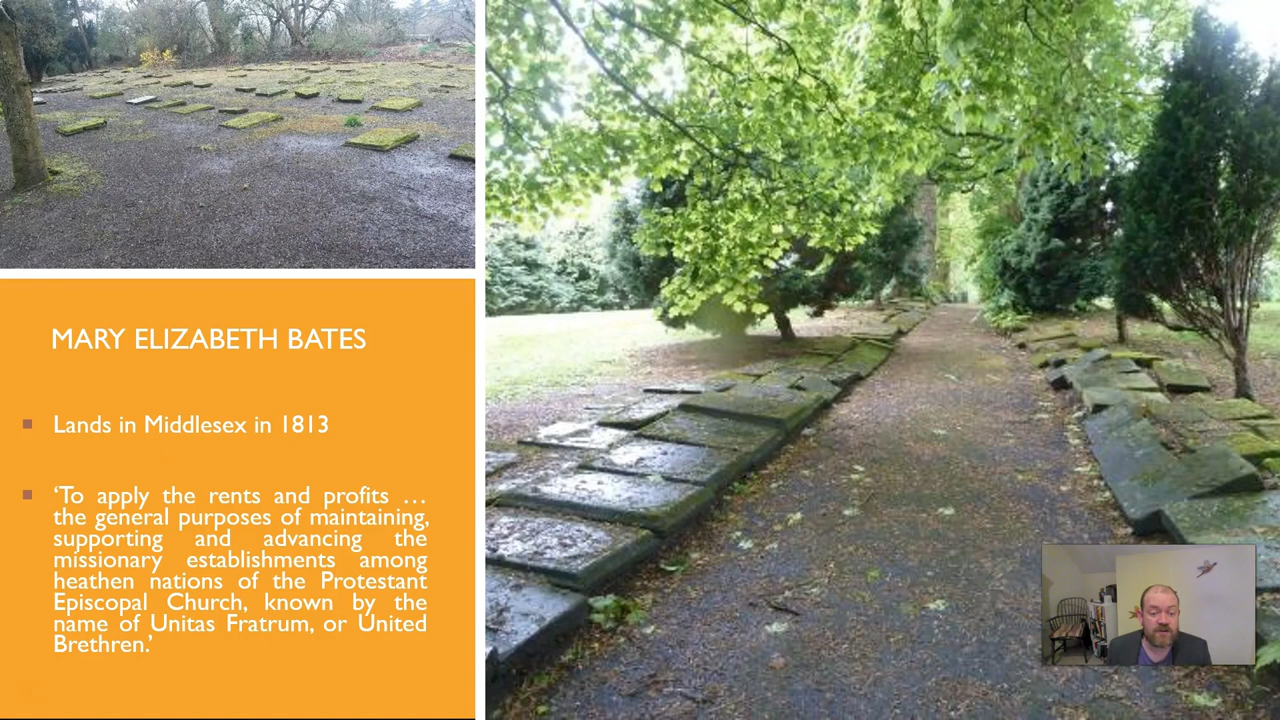 MARY ELIZABETH BATES
Lands in Middlesex in 1813
‘To apply the rents and profits …
the general purposes of maintaining,
supporting and advancing the
missionary establishments among
heathen nations of the Protestant
Episcopal Church, known by the
name of Unitas Fratrum, or United
Brethren.’